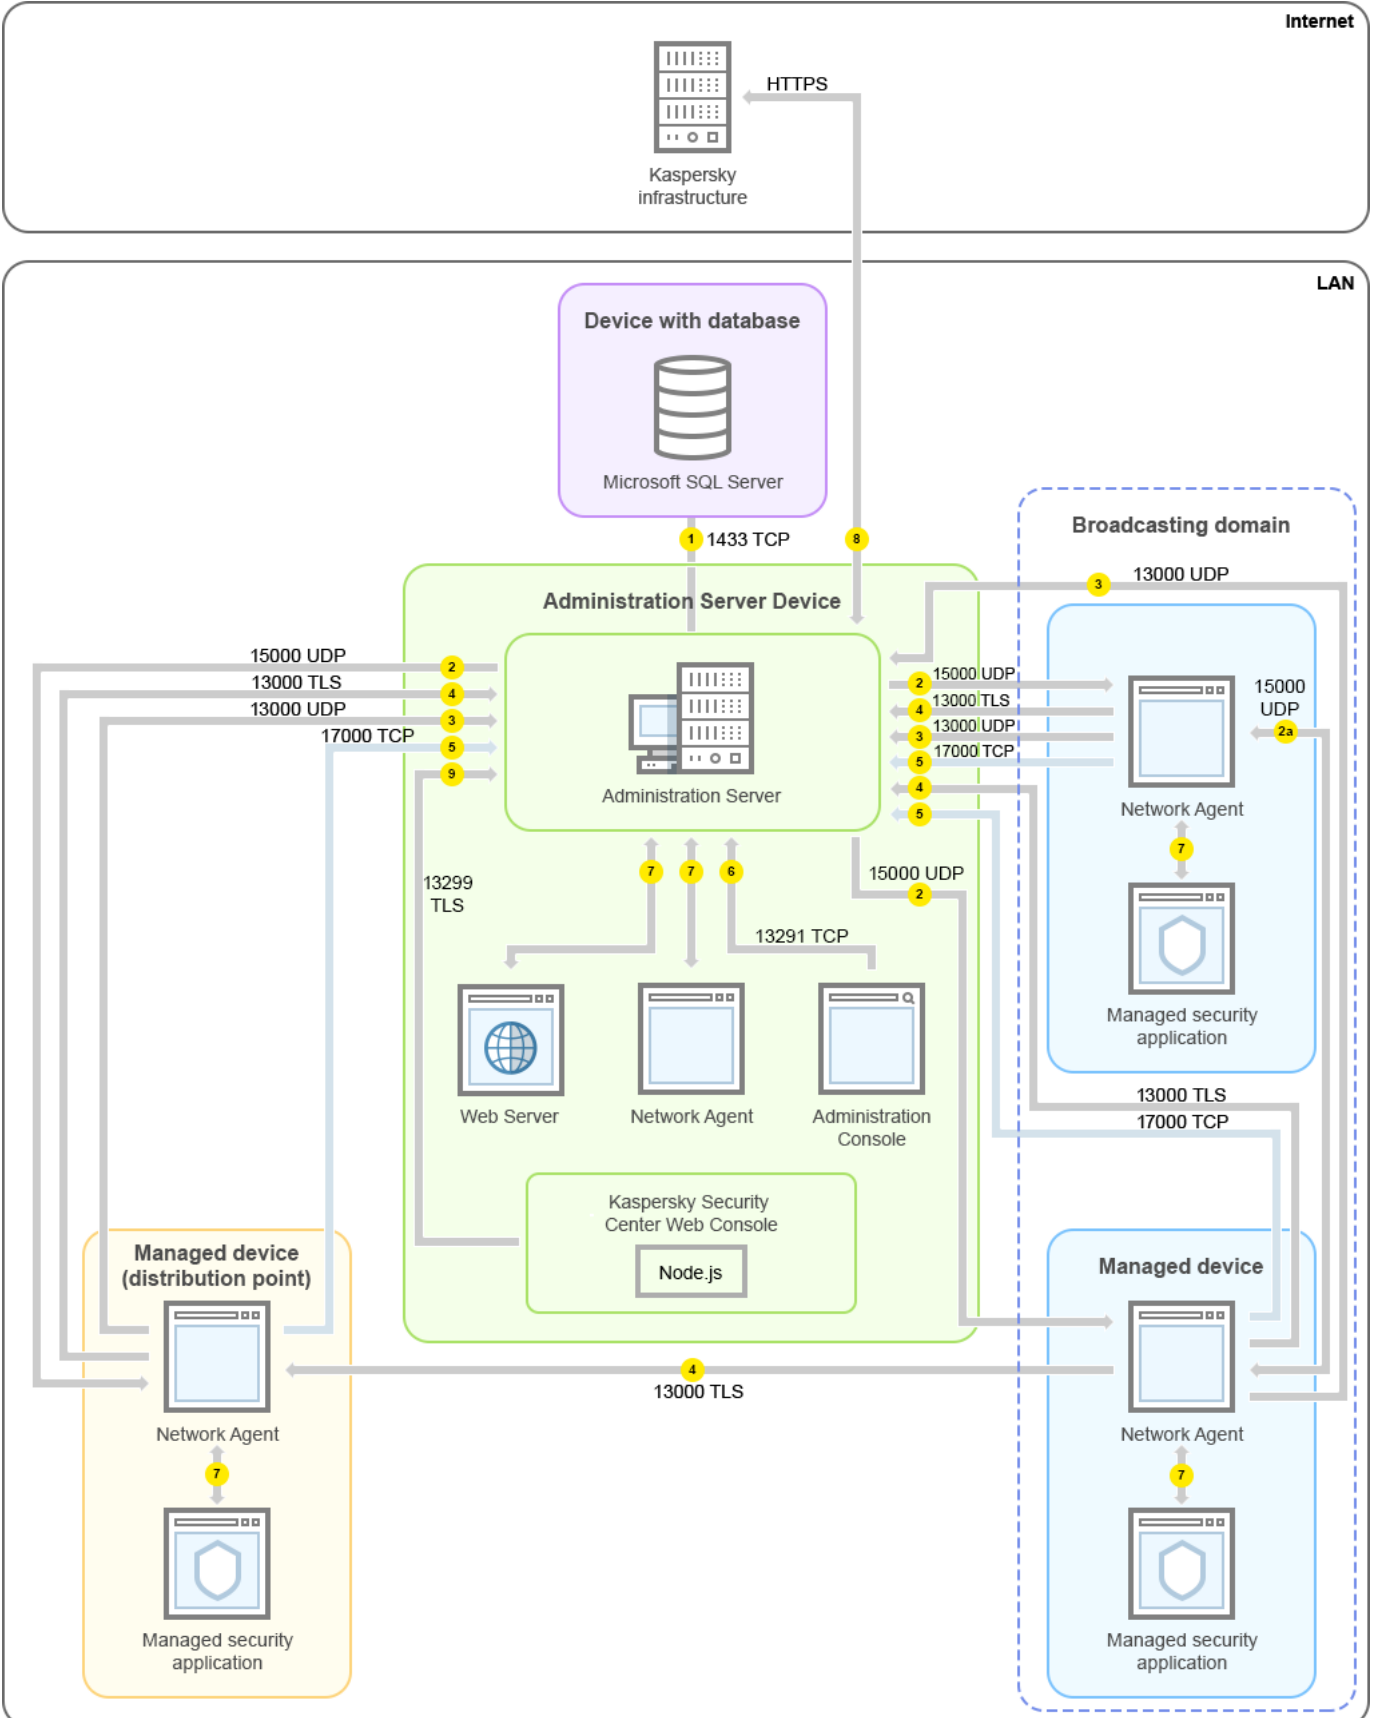 Internet
HTTPS
Kaspersky
infrastructure
LAN
Device with database
Microsoft SQL Server
1 1433 TCP
8
Broadcasting domain
13000 UDP
3
Administration Server Device
15000 UDP
2
13000 TLS
4
13000 UDP
3
17000 TCP
5
9
Administration Server
15000 UDP
2
13000 TLS
4
13000 UDP
3
17000 TCP
5
4
5
15000
UDP
2a
Network Agent
7
Managed security
application
7
7
6
13299
TLS
15000 UDP
2
13291 TCP
Web Server
Network Agent
Administration
Console
13000 TLS
17000 TCP
Kaspersky Security
Center Web Console
Node.js
Managed device
(distribution point)
Network Agent
7
Managed security
application
4
13000 TLS
Managed device
Network Agent
7
Managed security
application